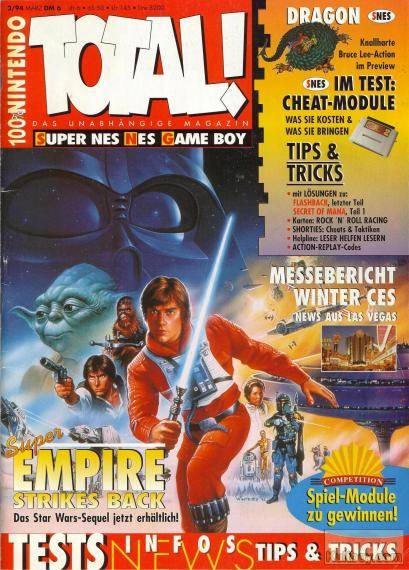 3/94 MÄRZ DM 6
100% NINTENDO
TOTAL!
DAS UNABHÄNGIGE MAGAZIN
SUPER NES NES GAME BOY
DRAGON SNES
Knallharte
Bruce Lee-Action
im Preview
SNES IM TEST:
CHEAT-MODULE
WAS SIE KOSTEN &
WAS SIE BRINGEN
TIPS &
TRICKS
• mit LÖSUNGEN zu:
FLASHBACK, letzter Teil
SECRET OF MANA, Teil 1
• Karten: ROCK 'N' ROLL RACING
• SHORTIES: Cheats & Taktiken
• Helpline: LESER HELFEN LESERN
• ACTION-REPLAY-Codes
MESSEBERICHT
WINTER CES
NEWS AUS LAS VEGAS
Super
EMPIRE
STRIKES BACK
Das Star Wars-Sequel jetzt erhältlich!
COMPETITION
Spiel-Module
zu gewinnen!
TESTS INFOS NEWS TIPS & TRICKS